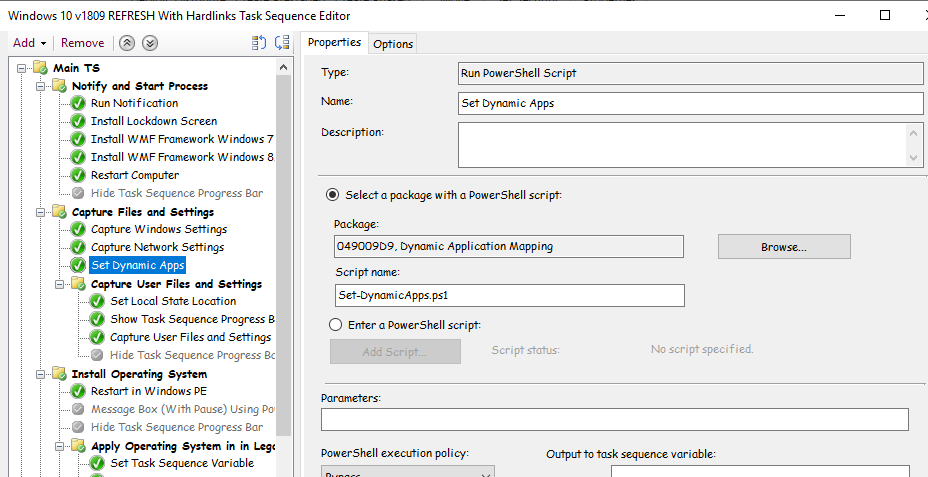 Windows 10 v1809 REFRESH With Hardlinks Task Sequence Editor
Add Remove
Main TS
Notify and Start Process
Run Notification
Install Lockdown Screen
Install WMF Framework Windows 7
Install WMF Framework Windows 8.
Restart Computer
Hide Task Sequence Progress Bar
Capture Files and Settings
Capture Windows Settings
Capture Network Settings
Set Dynamic Apps
Capture User Files and Settings
Set Local State Location
Show Task Sequence Progress B
Capture User Files and Settings
Hide Task Sequence Progress Bc
Install Operating System
Restart in Windows PE
Message Box (With Pause) Using Po
Hide Task Sequence Progress Bar
Apply Operating System in in Lega
Set Task Sequence Variable
Properties Options
Type: Run PowerShell Script
Name: Set Dynamic Apps
Description:
Select a package with a PowerShell script:
Package:
049009D9, Dynamic Application Mapping Browse...
Script name:
Set-DynamicApps.ps1
Enter a PowerShell script:
Add Script... Script status: No script specified.
Parameters:
PowerShell execution policy: Output to task sequence variable:
Bypass